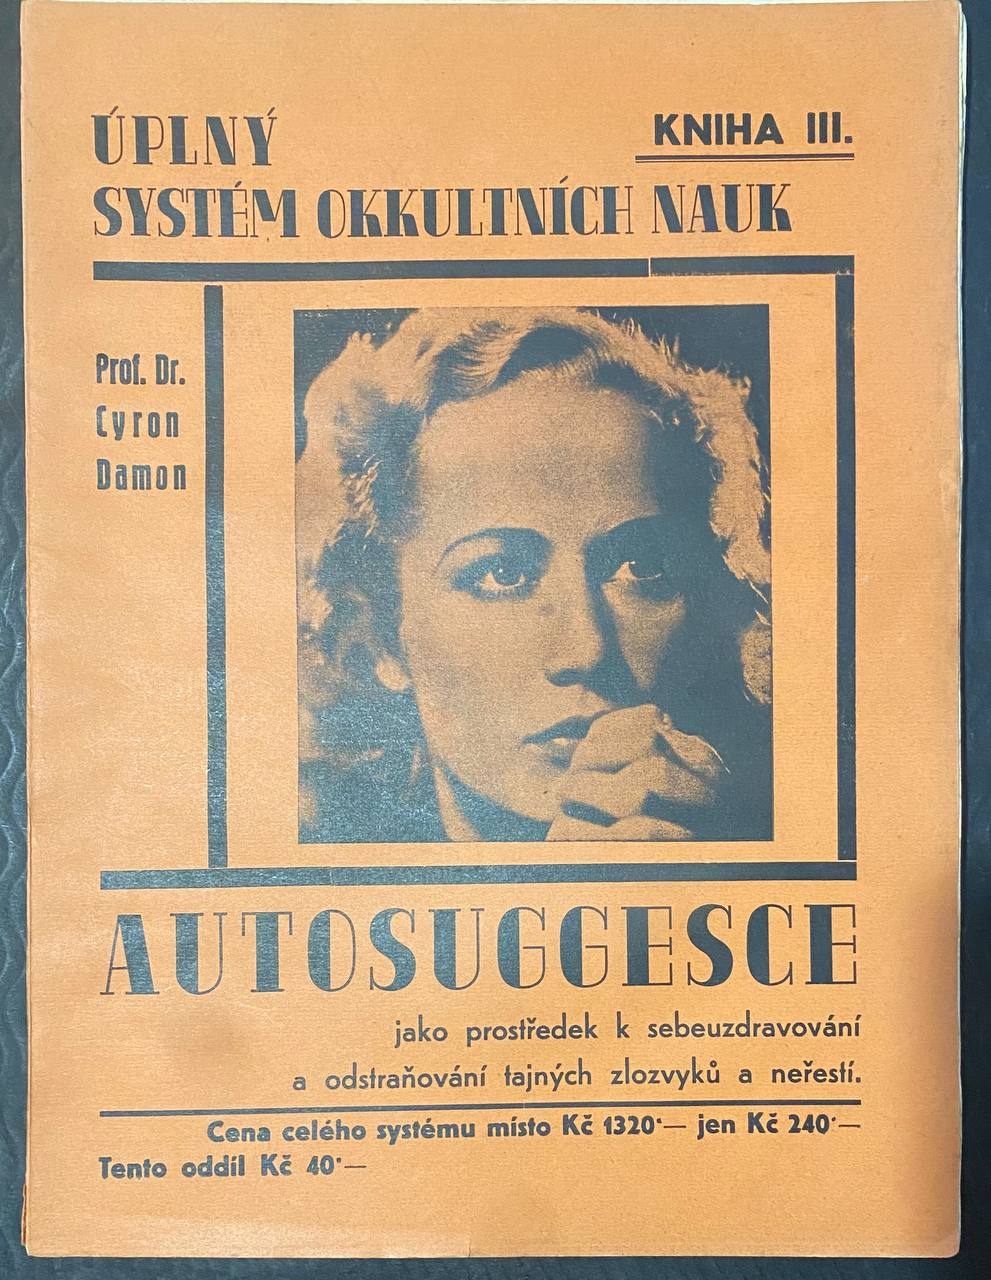 ÚPLNÝ
KNIHA III.
SYSTÉM OKKULTNÍCH NAUK
Prof. Dr.
Cyron
Damon
AUTOSUGGESCE
jako prostředek k sebeuzdravování
a odstraňování tajných zlozvyků a neřestí.
Cena celého systému místo Kč 1320·— jen Kč 240·—
Tento oddíl Kč 40·—